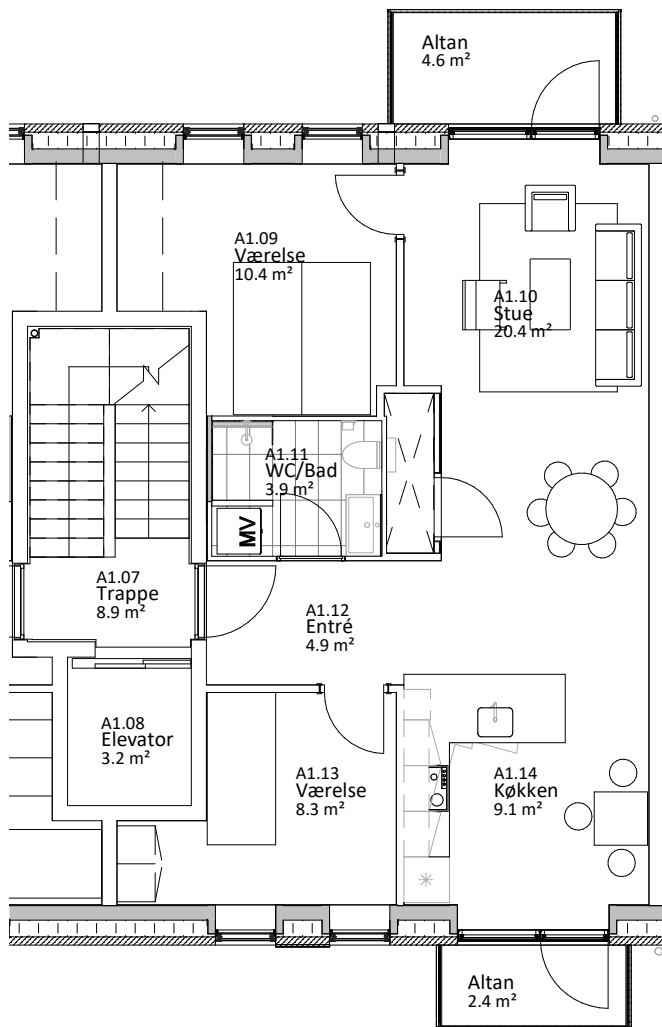 Altan
4.6 m²
A1.09
Værelse
10.4 m²
A1.10
Stue
20.4 m²
A1.11
WC/Bad
3.9 m²
MV
A1.07
Trappe
8.9 m²
A1.12
Entré
4.9 m²
A1.08
Elevator
3.2 m²
A1.13
Værelse
8.3 m²
A1.14
Køkken
9.1 m²
Altan
2.4 m²